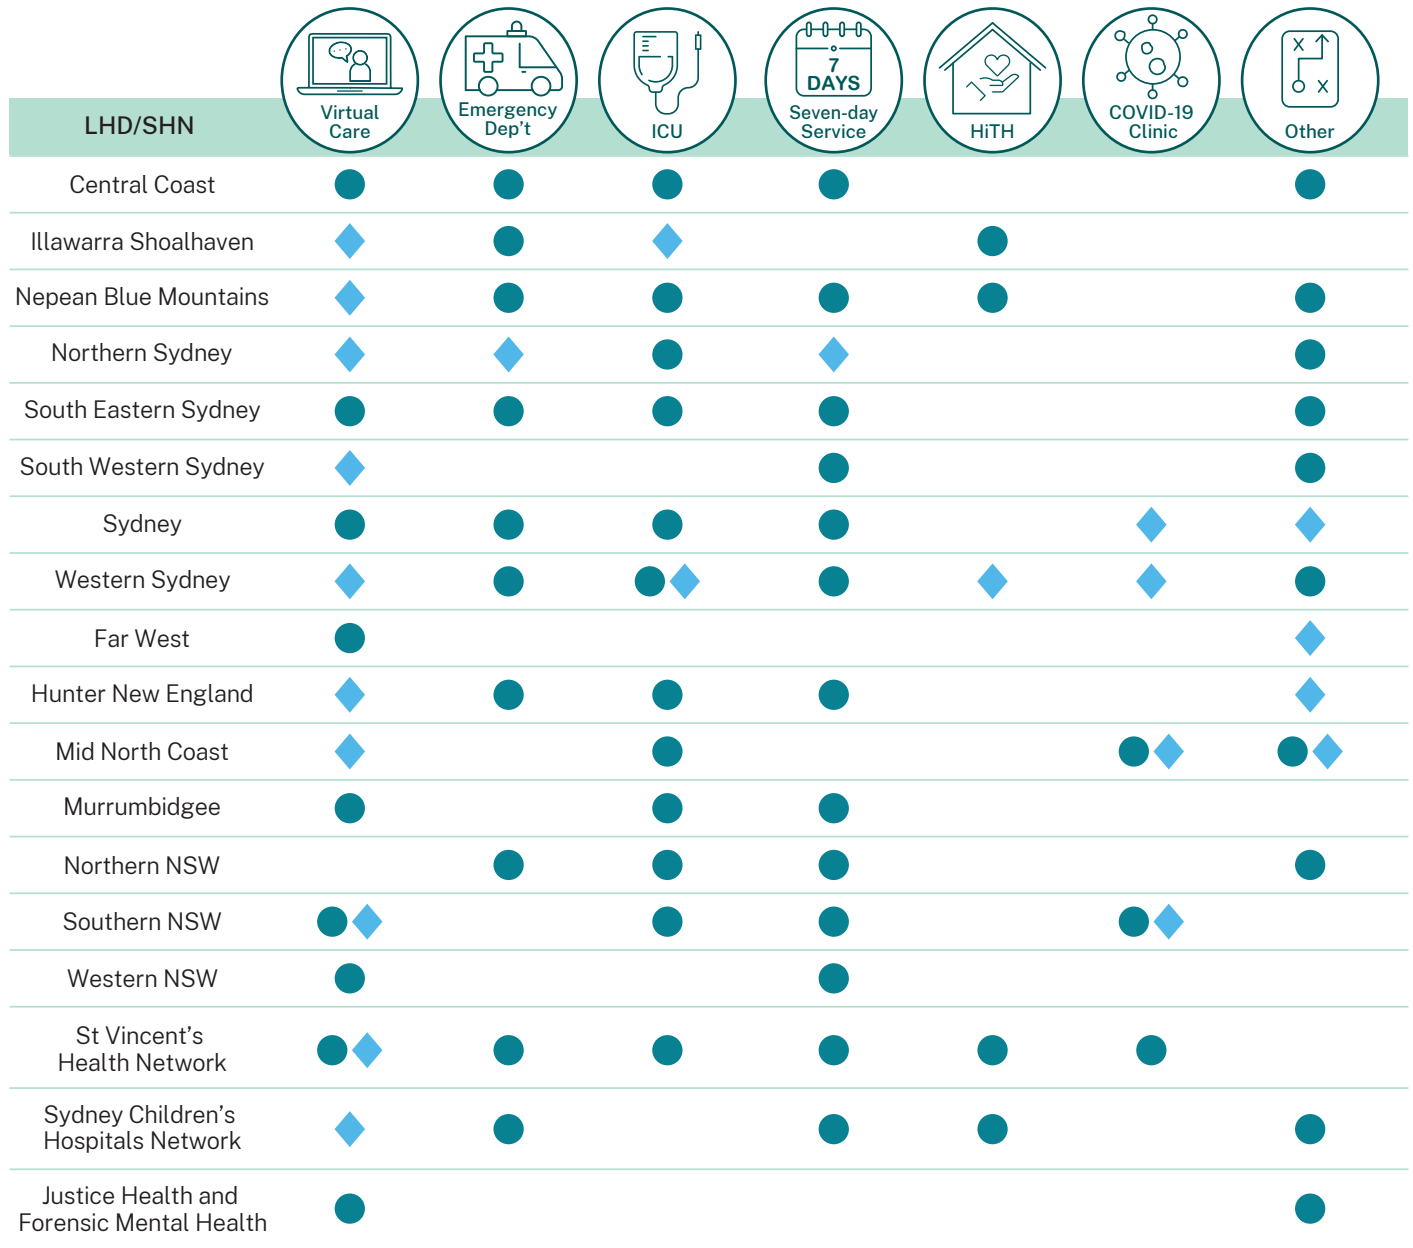 LHD/SHN
Virtual
Care
Emergency
Dep't
ICU
7
DAYS
Seven-day
Service
HiTH
COVID-19
Clinic
X
X
Other
Central Coast
Illawarra Shoalhaven
Nepean Blue Mountains
Northern Sydney
South Eastern Sydney
South Western Sydney
Sydney
Western Sydney
Far West
Hunter New England
Mid North Coast
Murrumbidgee
Northern NSW
Southern NSW
Western NSW
St Vincent’s
Health Network
Sydney Children’s
Hospitals Network
Justice Health and
Forensic Mental Health